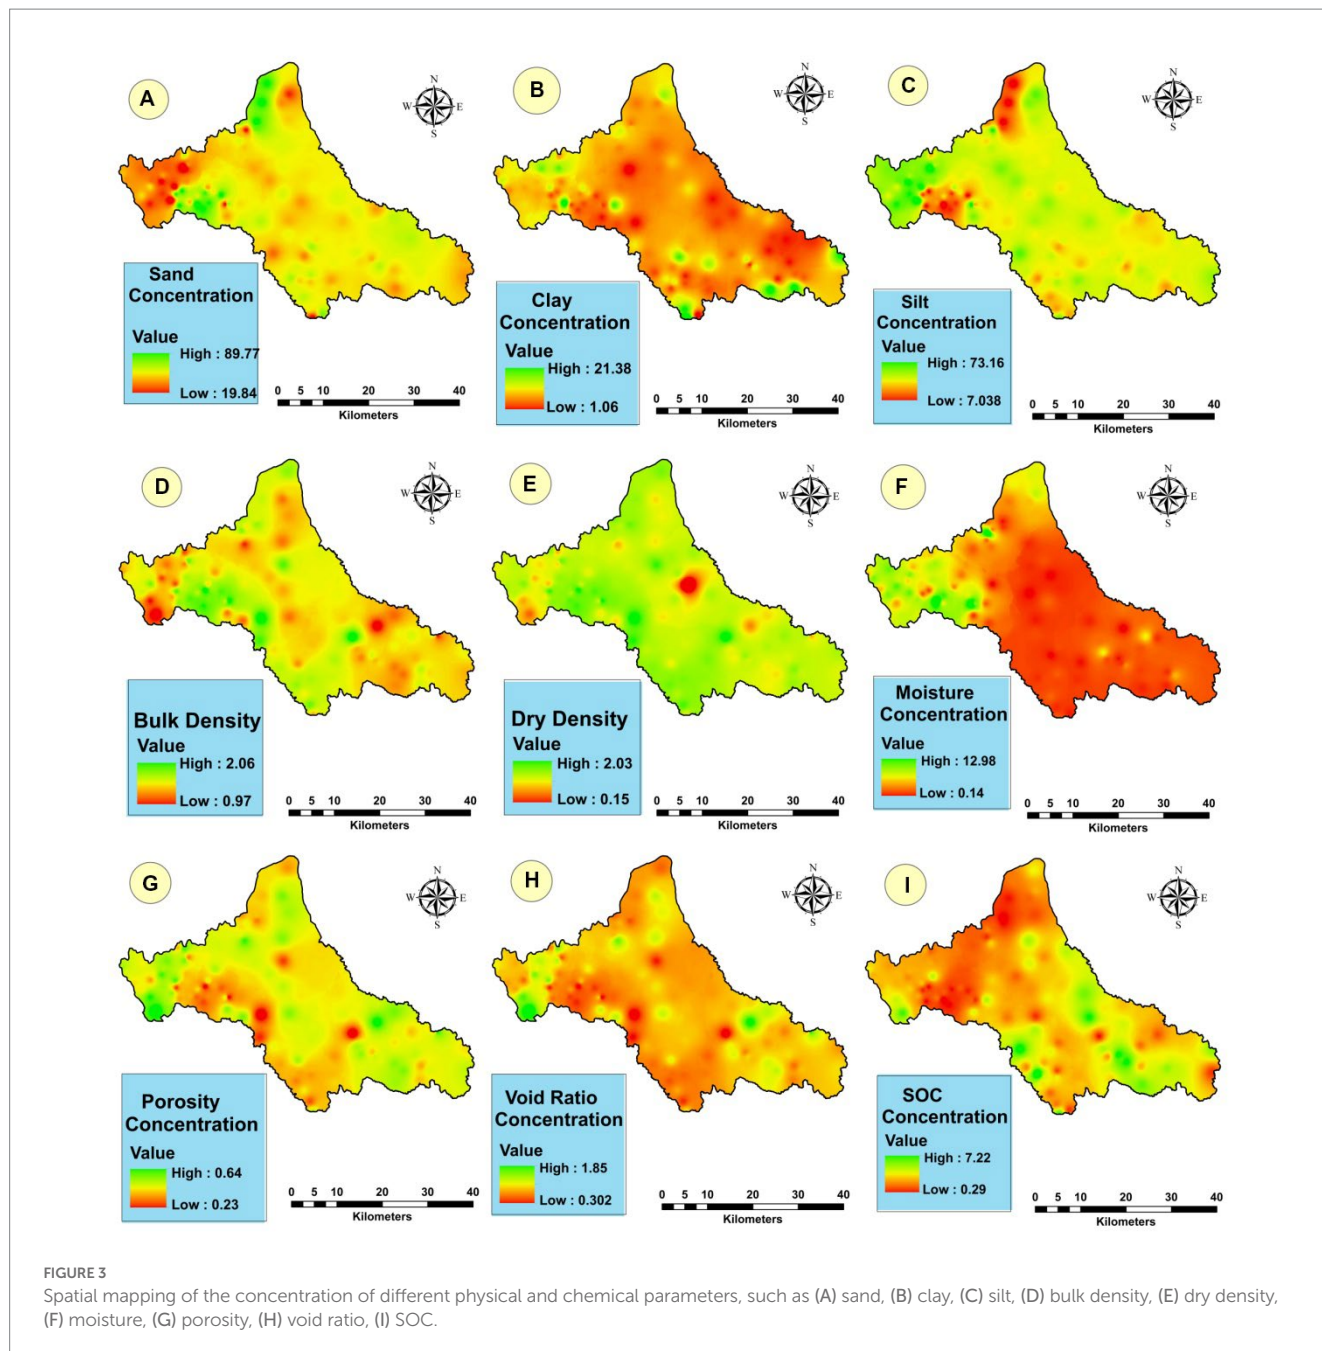 A
N
W E
S
Sand
Concentration
Value
High : 89.77
Low : 19.84
0 5 10 20 30 40
Kilometers
B
N
W E
S
Clay
Concentration
Value
High : 21.38
Low : 1.06
0 5 10 20 30 40
Kilometers
C
N
W E
S
Silt
Concentration
Value
High : 73.16
Low : 7.038
0 5 10 20 30 40
Kilometers
D
N
W E
S
Bulk Density
Value
High : 2.06
Low : 0.97
0 5 10 20 30 40
Kilometers
E
N
W E
S
Dry Density
Value
High : 2.03
Low : 0.15
0 5 10 20 30 40
Kilometers
F
N
W E
S
Moisture
Concentration
Value
High : 12.98
Low : 0.14
0 5 10 20 30 40
Kilometers
G
N
W E
S
Porosity
Concentration
Value
High : 0.64
Low : 0.23
0 5 10 20 30 40
Kilometers
H
N
W E
S
Void Ratio
Concentration
Value
High : 1.85
Low : 0.302
0 5 10 20 30 40
Kilometers
I
N
W E
S
SOC
Concentration
Value
High : 7.22
Low : 0.29
0 5 10 20 30 40
Kilometers
FIGURE 3
Spatial mapping of the concentration of different physical and chemical parameters, such as (A) sand, (B) clay, (C) silt, (D) bulk density, (E) dry density,
(F) moisture, (G) porosity, (H) void ratio, (I) SOC.